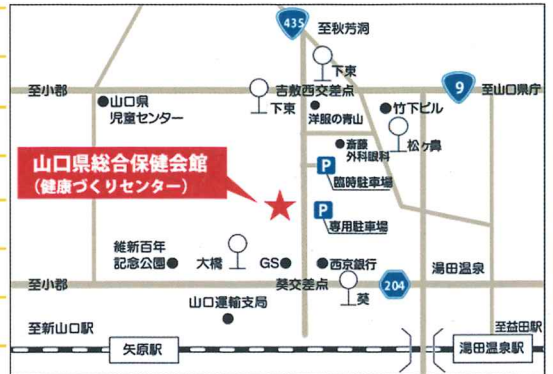 435
至秋芳洞
下東
至小郡
吉敷西交差点
9
至山口県庁
山口県
児童センター
下東
洋服の青山
竹下ビル
斎藤
外科眼科
松ヶ鼻
山口県総合保健会館
(健康づくりセンター)
P
臨時駐車場
P
専用駐車場
維新百年
記念公園
大橋
GS
西京銀行
湯田温泉
至小郡
葵交差点
葵
204
山口運輸支局
至新山口駅
至益田駅
矢原駅
湯田温泉駅